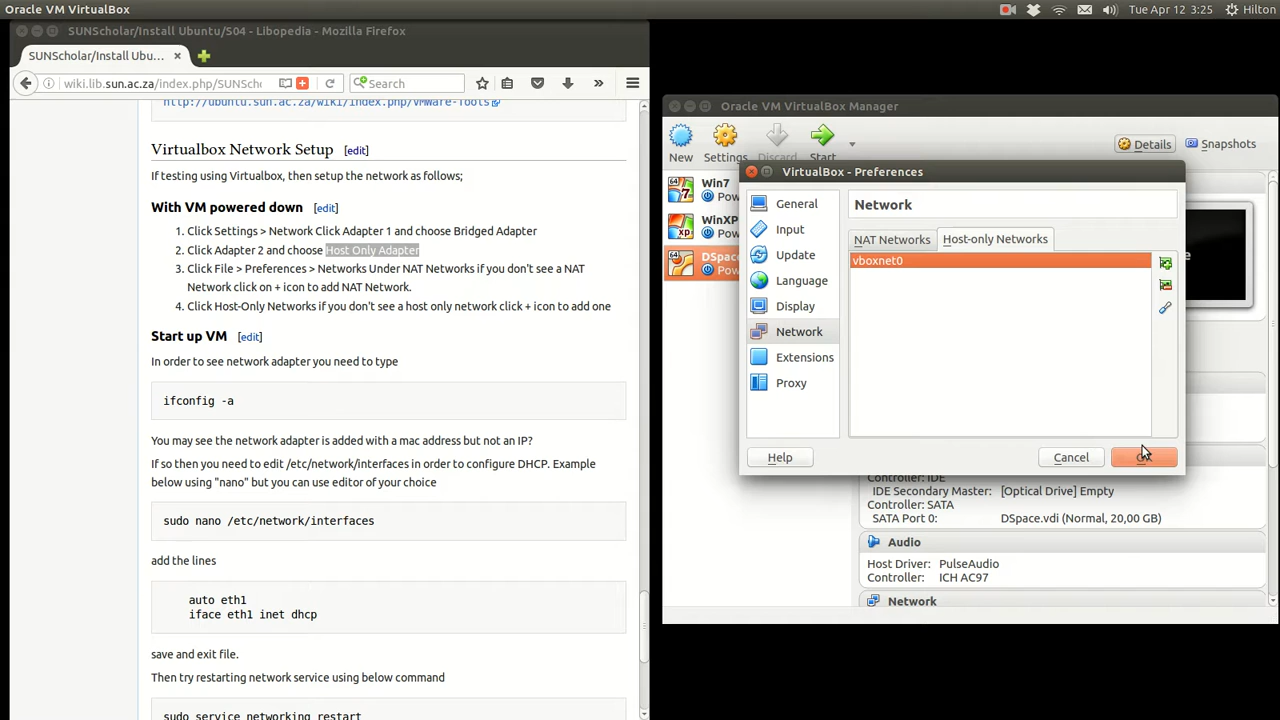 Oracle VM VirtualBox
Tue Apr 12 3:25
Hilton
SUNScholar/Install Ubuntu/S04 - Libopedia - Mozilla Firefox
SUNScholar/Install Ubu...
wiki.lib.sun.ac.za/index.php/SUNSch
Search
http://ubuntu.sun.ac.za/wiki/index.php/VMWare-Tools
Virtualbox Network Setup [edit]
If testing using Virtualbox, then setup the network as follows;
With VM powered down [edit]
1. Click Settings > Network Click Adapter 1 and choose Bridged Adapter
2. Click Adapter 2 and choose Host Only Adapter
3. Click File > Preferences > Networks Under NAT Networks if you don't see a NAT
Network click on + icon to add NAT Network.
4. Click Host-Only Networks if you don't see a host only network click + icon to add one
Start up VM [edit]
In order to see network adapter you need to type
ifconfig -a
You may see the network adapter is added with a mac address but not an IP?
If so then you need to edit /etc/network/interfaces in order to configure DHCP. Example
below using "nano" but you can use editor of your choice
sudo nano /etc/network/interfaces
add the lines
auto eth1
iface eth1 inet dhcp
save and exit file.
Then try restarting network service using below command
sudo service networking restart
Oracle VM VirtualBox Manager
New
Settings
Discard
Start
Details
Snapshots
Win7
Pow
WinXP
Pow
DSpac
Pow
VirtualBox - Preferences
General
Input
Update
Language
Display
Network
Extensions
Proxy
Network
NAT Networks
Host-only Networks
vboxnet0
Help
Cancel
Controller: IDE
IDE Secondary Master: [Optical Drive] Empty
Controller: SATA
SATA Port 0: DSpace.vdi (Normal, 20,00 GB)
Audio
Host Driver: PulseAudio
Controller: ICH AC97
Network